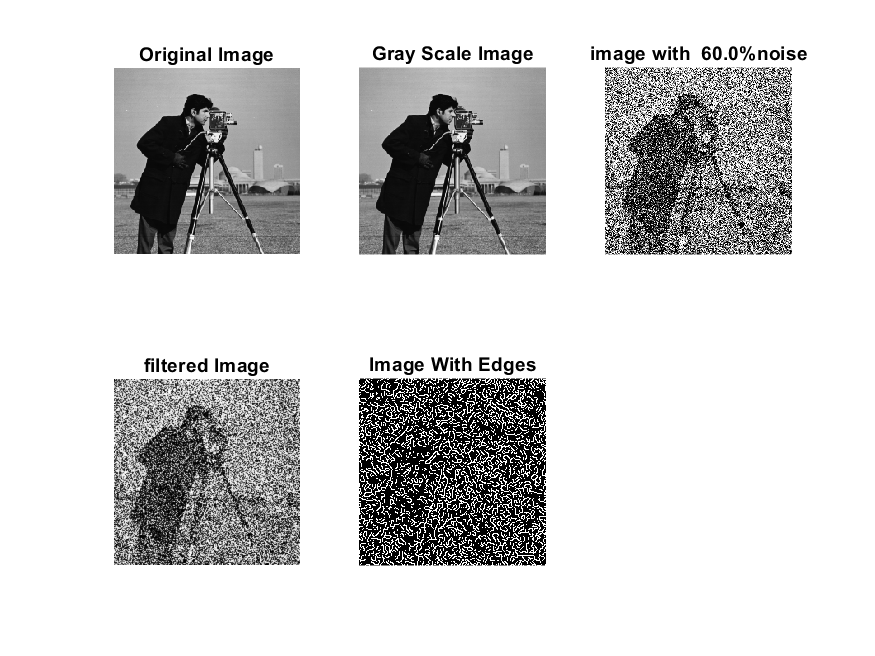 Original Image
Gray Scale Image
image with  60.0%noise
filtered Image
Image With Edges